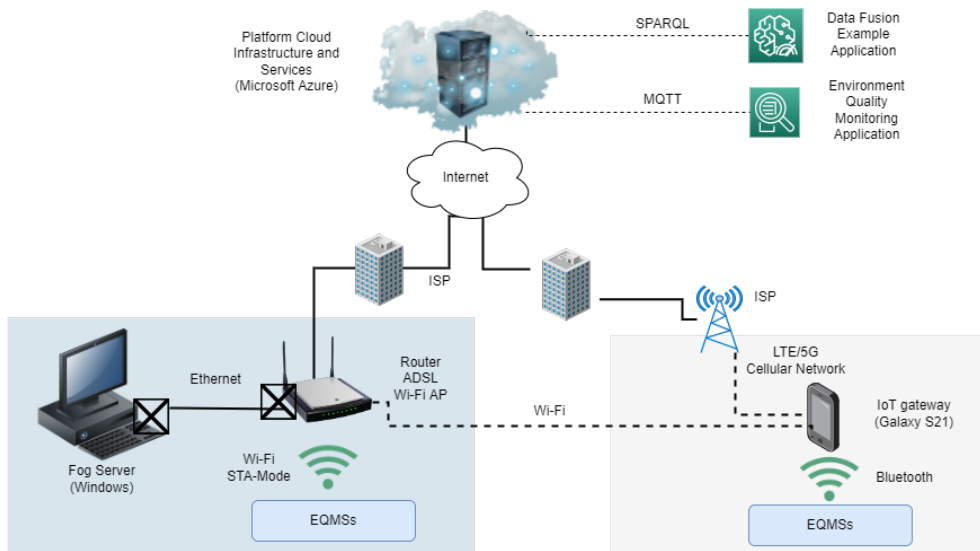 Platform Cloud
Infrastructure and
Services
(Microsoft Azure)
SPARQL
Data Fusion
Example
Application
MQTT
Environment
Quality
Monitoring
Application
Internet
ISP
ISP
Ethernet
Router
ADSL
Wi-Fi AP
LTE/5G
Cellular Network
Wi-Fi
IoT gateway
(Galaxy S21)
Fog Server
(Windows)
Wi-Fi
STA-Mode
Bluetooth
EQMSs
EQMSs